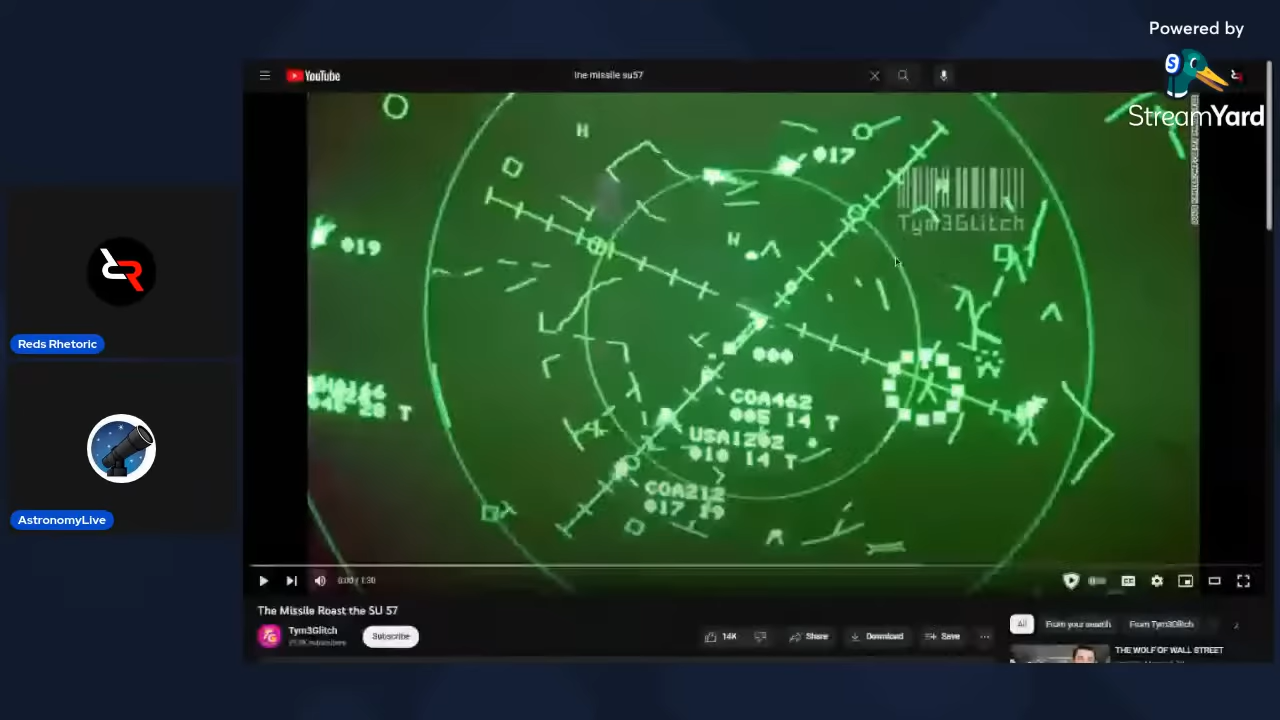 Powered by
StreamYard
YouTube
the missile su57
H
017
Tym3Glitch
019
H
000
COA462
005 14 T
USA1202
010 14 T
COA212
017 19
Reds Rhetoric
AstronomyLive
0:00 / 1:30
The Missile Roast the SU 57
Tym3Glitch
Subscribe
14K
Share
Download
Save
All
From your search
From Tym3Glitch
THE WOLF OF WALL STREET